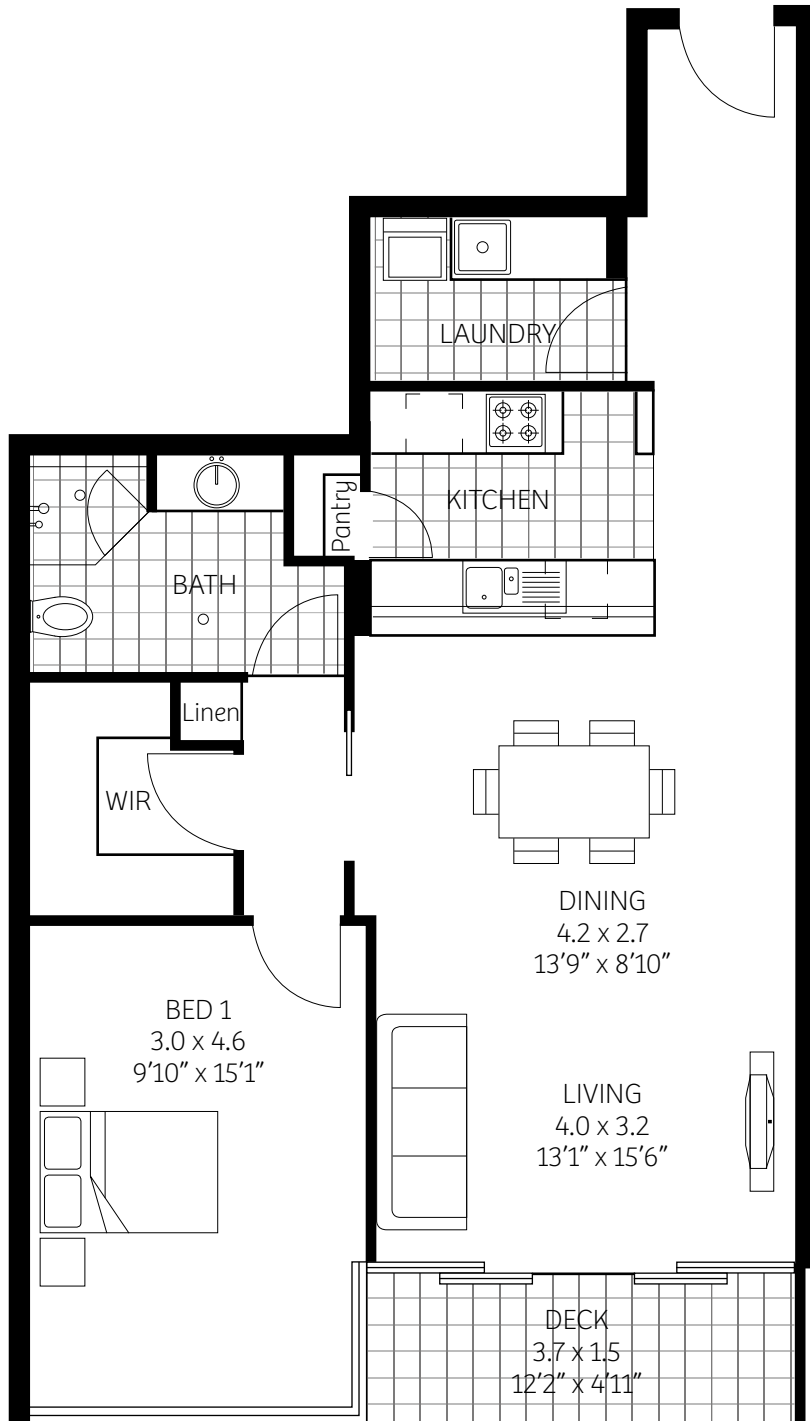 LAUNDRY
KITCHEN
Pantry
BATH
Linen
WIR
DINING
4.2 x 2.7
13’9” x 8’10”
BED 1
3.0 x 4.6
9’10” x 15’1”
LIVING
4.0 x 3.2
13’1” x 15’6”
DECK
3.7 x 1.5
12’2” x 4’11”